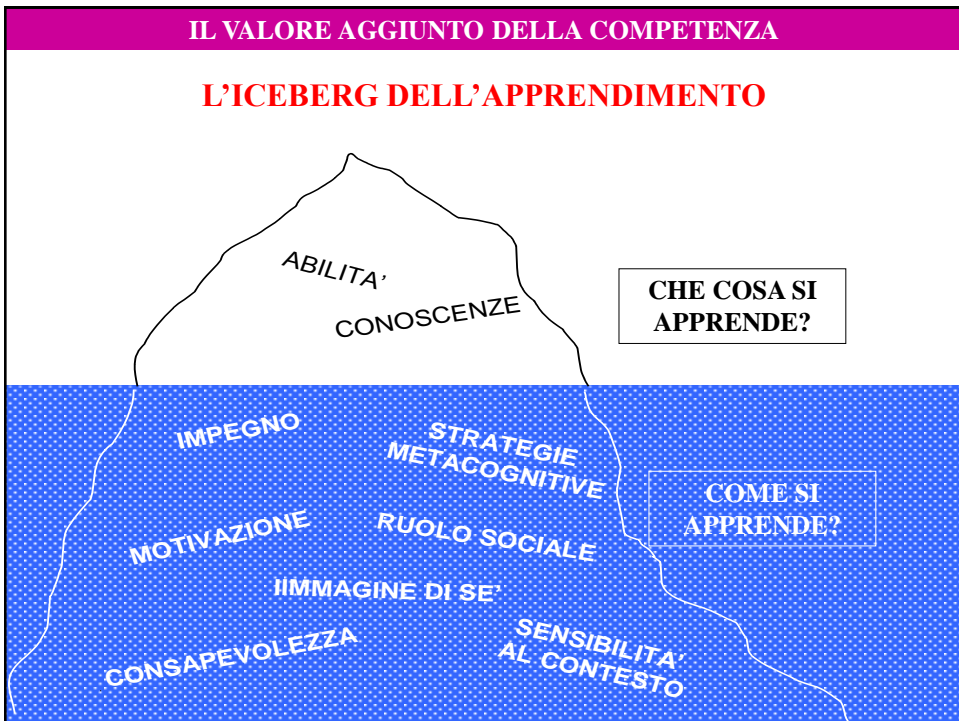 IL VALORE AGGIUNTO DELLA COMPETENZA
L’ICEBERG DELL’APPRENDIMENTO
ABILITA’
CONOSCENZE
CHE COSA SI
APPRENDE?
IMPEGNO
STRATEGIE
METACOGNITIVE
COME SI
APPRENDE?
MOTIVAZIONE
RUOLO SOCIALE
IIMMAGINE DI SE’
CONSAPEVOLEZZA
SENSIBILITA’
AL CONTESTO